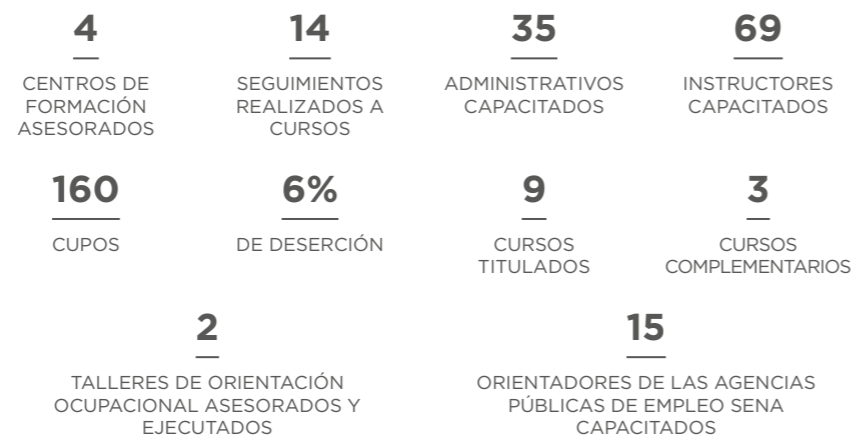 4
CENTROS DE
FORMACIÓN
ASESORADOS
14
SEGUIMIENTOS
REALIZADOS A
CURSOS
35
ADMINISTRATIVOS
CAPACITADOS
69
INSTRUCTORES
CAPACITADOS
160
CUPOS
6%
DE DESERCIÓN
9
CURSOS
TITULADOS
3
CURSOS
COMPLEMENTARIOS
2
TALLERES DE ORIENTACIÓN
OCUPACIONAL ASESORADOS Y
EJECUTADOS
15
ORIENTADORES DE LAS AGENCIAS
PÚBLICAS DE EMPLEO SENA
CAPACITADOS